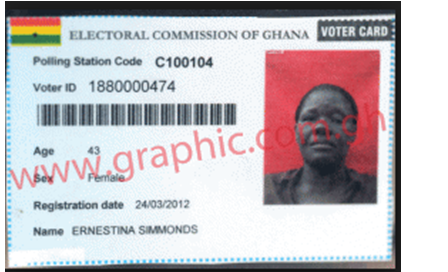 ELECTORAL COMMISSION OF GHANA VOTER CARD
Polling Station Code C100104
Voter ID 1880000474
Age 43
Sex Female
Registration date 24/03/2012
Name ERNESTINA SIMMONDS
www.graphic.com.gh